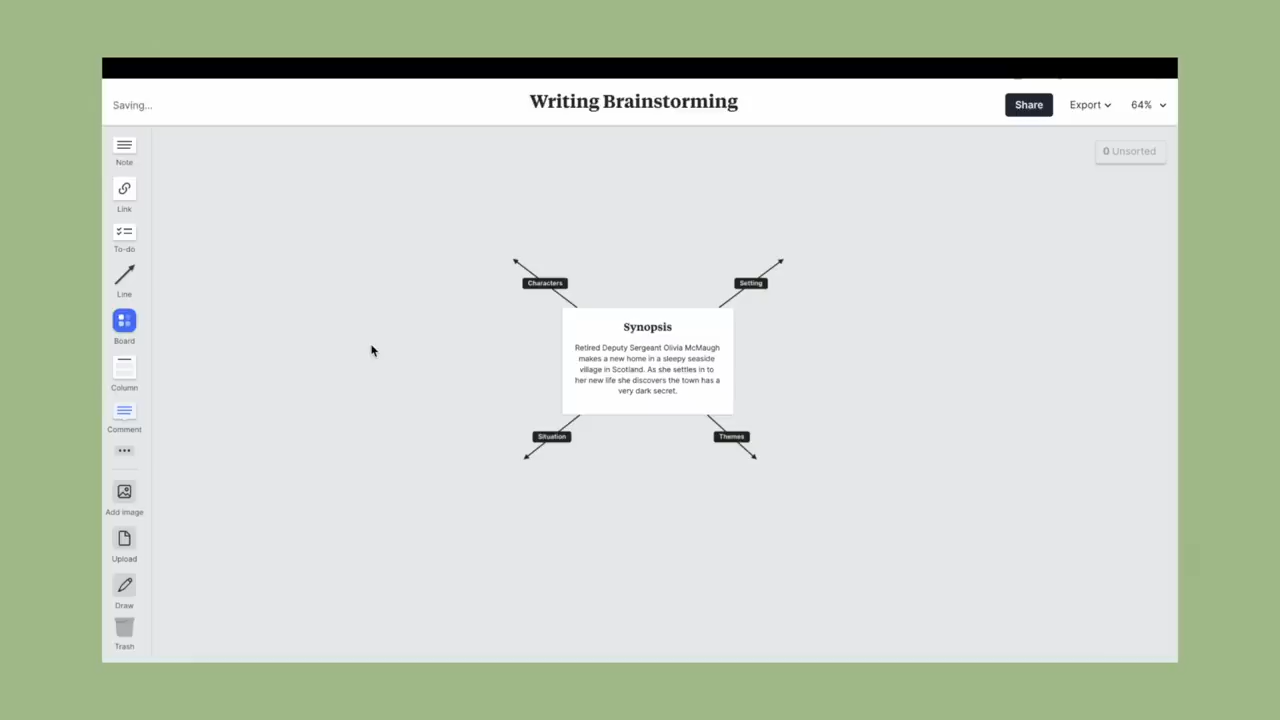 Saving...
Writing Brainstorming
Share
Export
64%
0 Unsorted
Note
Link
To-do
Line
Board
Column
Comment
Add image
Upload
Draw
Trash
Characters
Setting
Synopsis
Retired Deputy Sergeant Olivia McMaugh
makes a new home in a sleepy seaside
village in Scotland. As she settles in to
her new life she discovers the town has a
very dark secret.
Situation
Themes